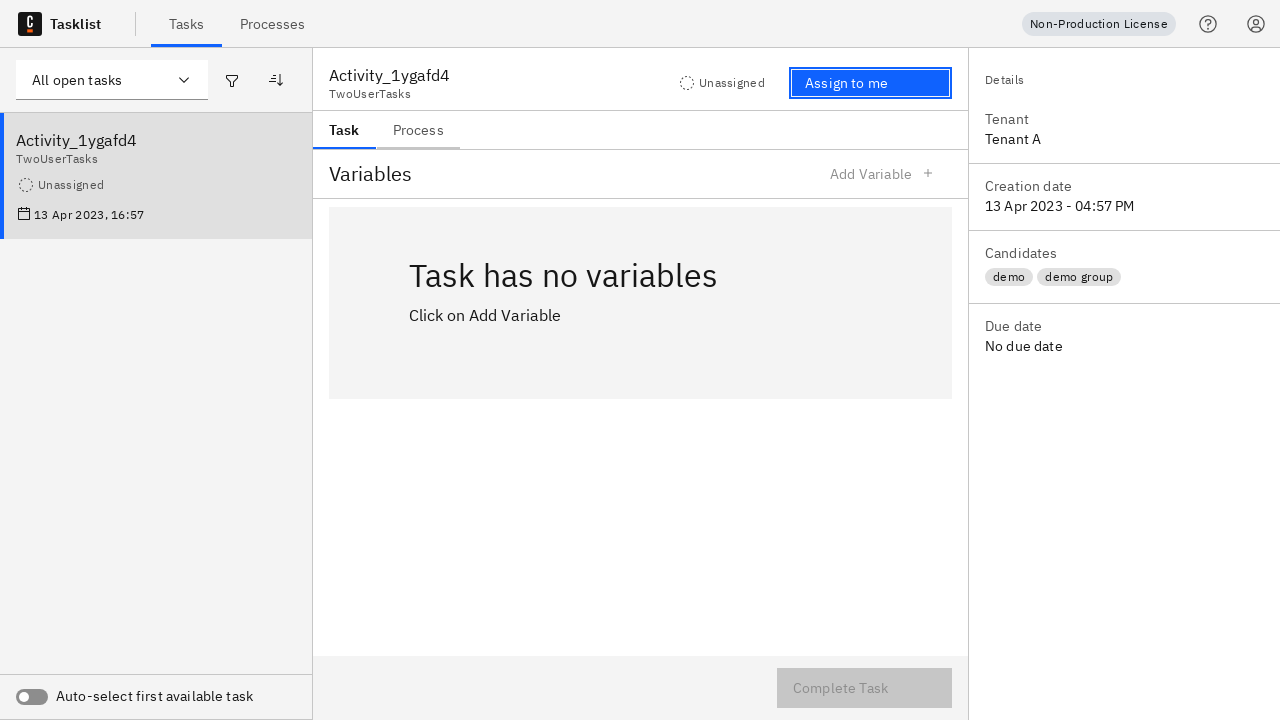 Tasklist
Tasks
Processes
Non-Production License
All open tasks
Activity_1ygafd4
TwoUserTasks
Unassigned
13 Apr 2023, 16:57
Auto-select first available task
Activity_1ygafd4
TwoUserTasks
Unassigned
Assign to me
Task
Process
Variables
Add Variable
Task has no variables
Click on Add Variable
Complete Task
Details
Tenant
Tenant A
Creation date
13 Apr 2023 - 04:57 PM
Candidates
demo
demo group
Due date
No due date